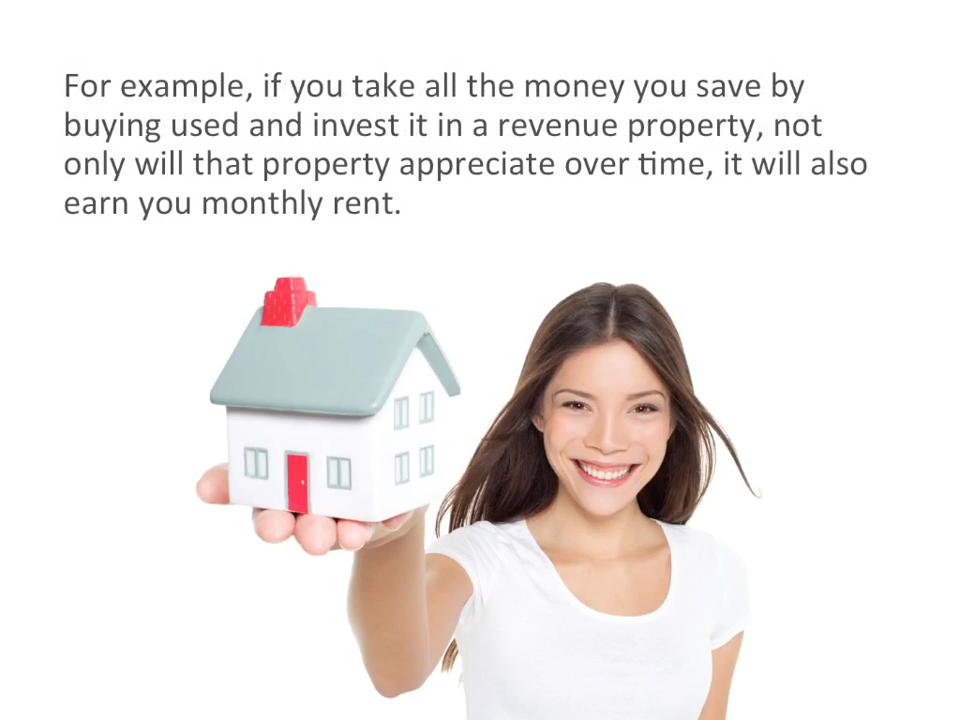 For example, if you take all the money you save by
buying used and invest it in a revenue property, not
only will that property appreciate over time, it will also
earn you monthly rent.